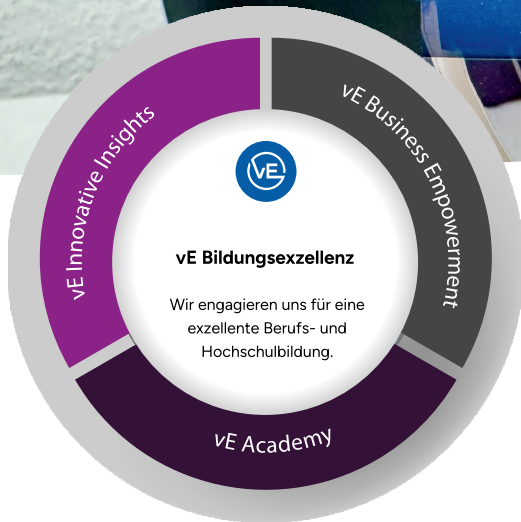 vE Innovative Insights
vE Business Empowerment
vE
vE Bildungsexzellenz
Wir engagieren uns für eine
exzellente Berufs- und
Hochschulbildung.
vE Academy